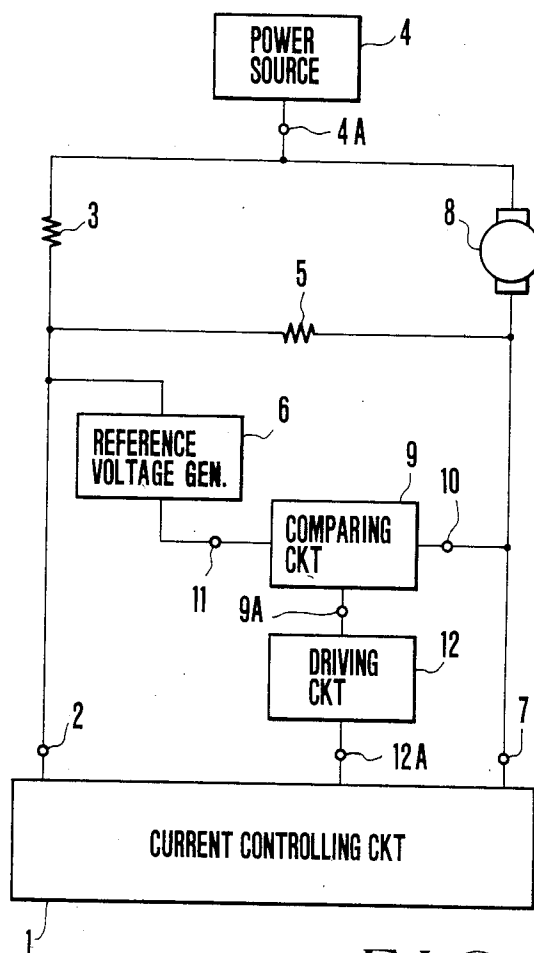 POWER
SOURCE
4
4A
3
8
5
6
REFERENCE
VOLTAGE GEN.
9
10
COMPARING
CKT
11
9A
12
DRIVING
CKT
2
7
12A
CURRENT CONTROLLING CKT
1